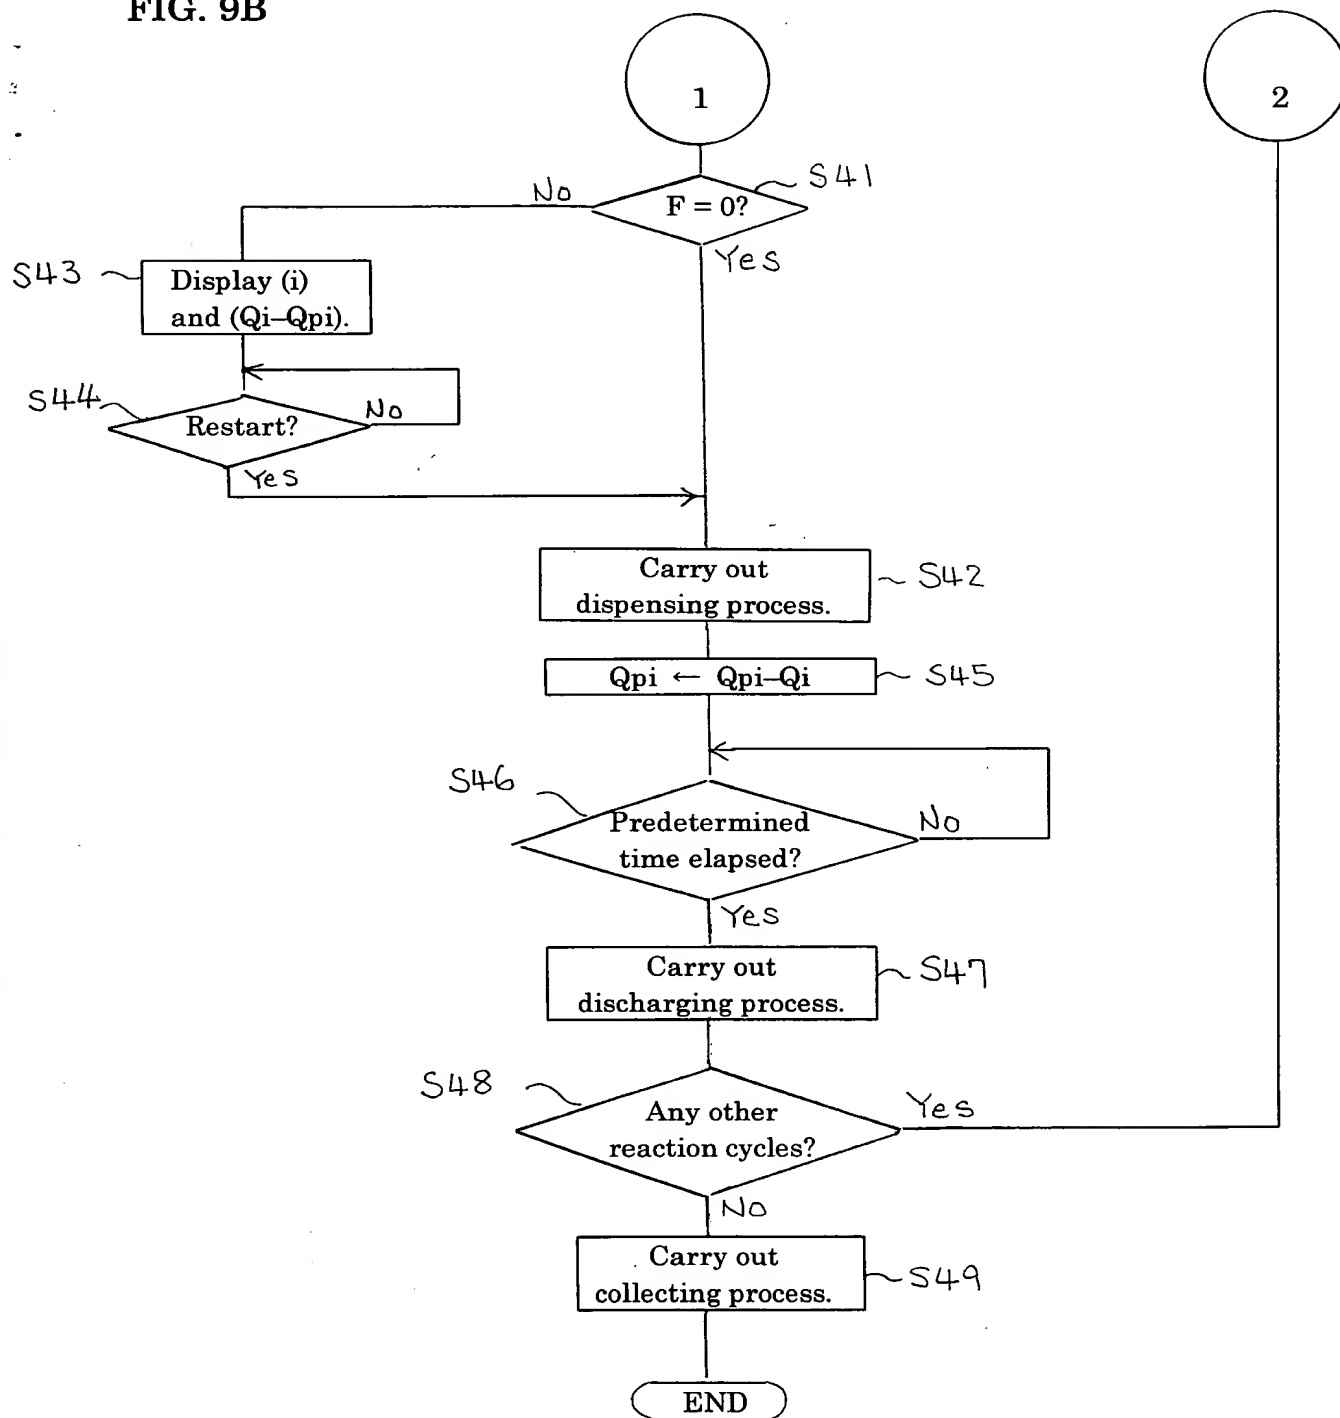 FIG. 9B
1
2
S41
No
F = 0?
Yes
S43
Display (i)
and (Qi–Qpi).
S44
No
Restart?
Yes
Carry out
dispensing process.
S42
Qpi ← Qpi–Qi
S45
S46
Predetermined
time elapsed?
No
Yes
Carry out
discharging process.
S47
S48
Any other
reaction cycles?
Yes
No
Carry out
collecting process.
S49
END